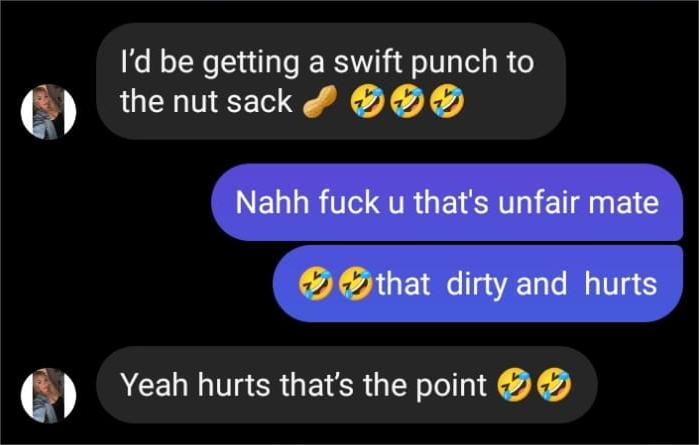 I’d be getting a swift punch to
the nut sack 🥜 🤣🤣🤣
Nahh fuck u that's unfair mate
🤣🤣that dirty and hurts
Yeah hurts that’s the point 🤣🤣